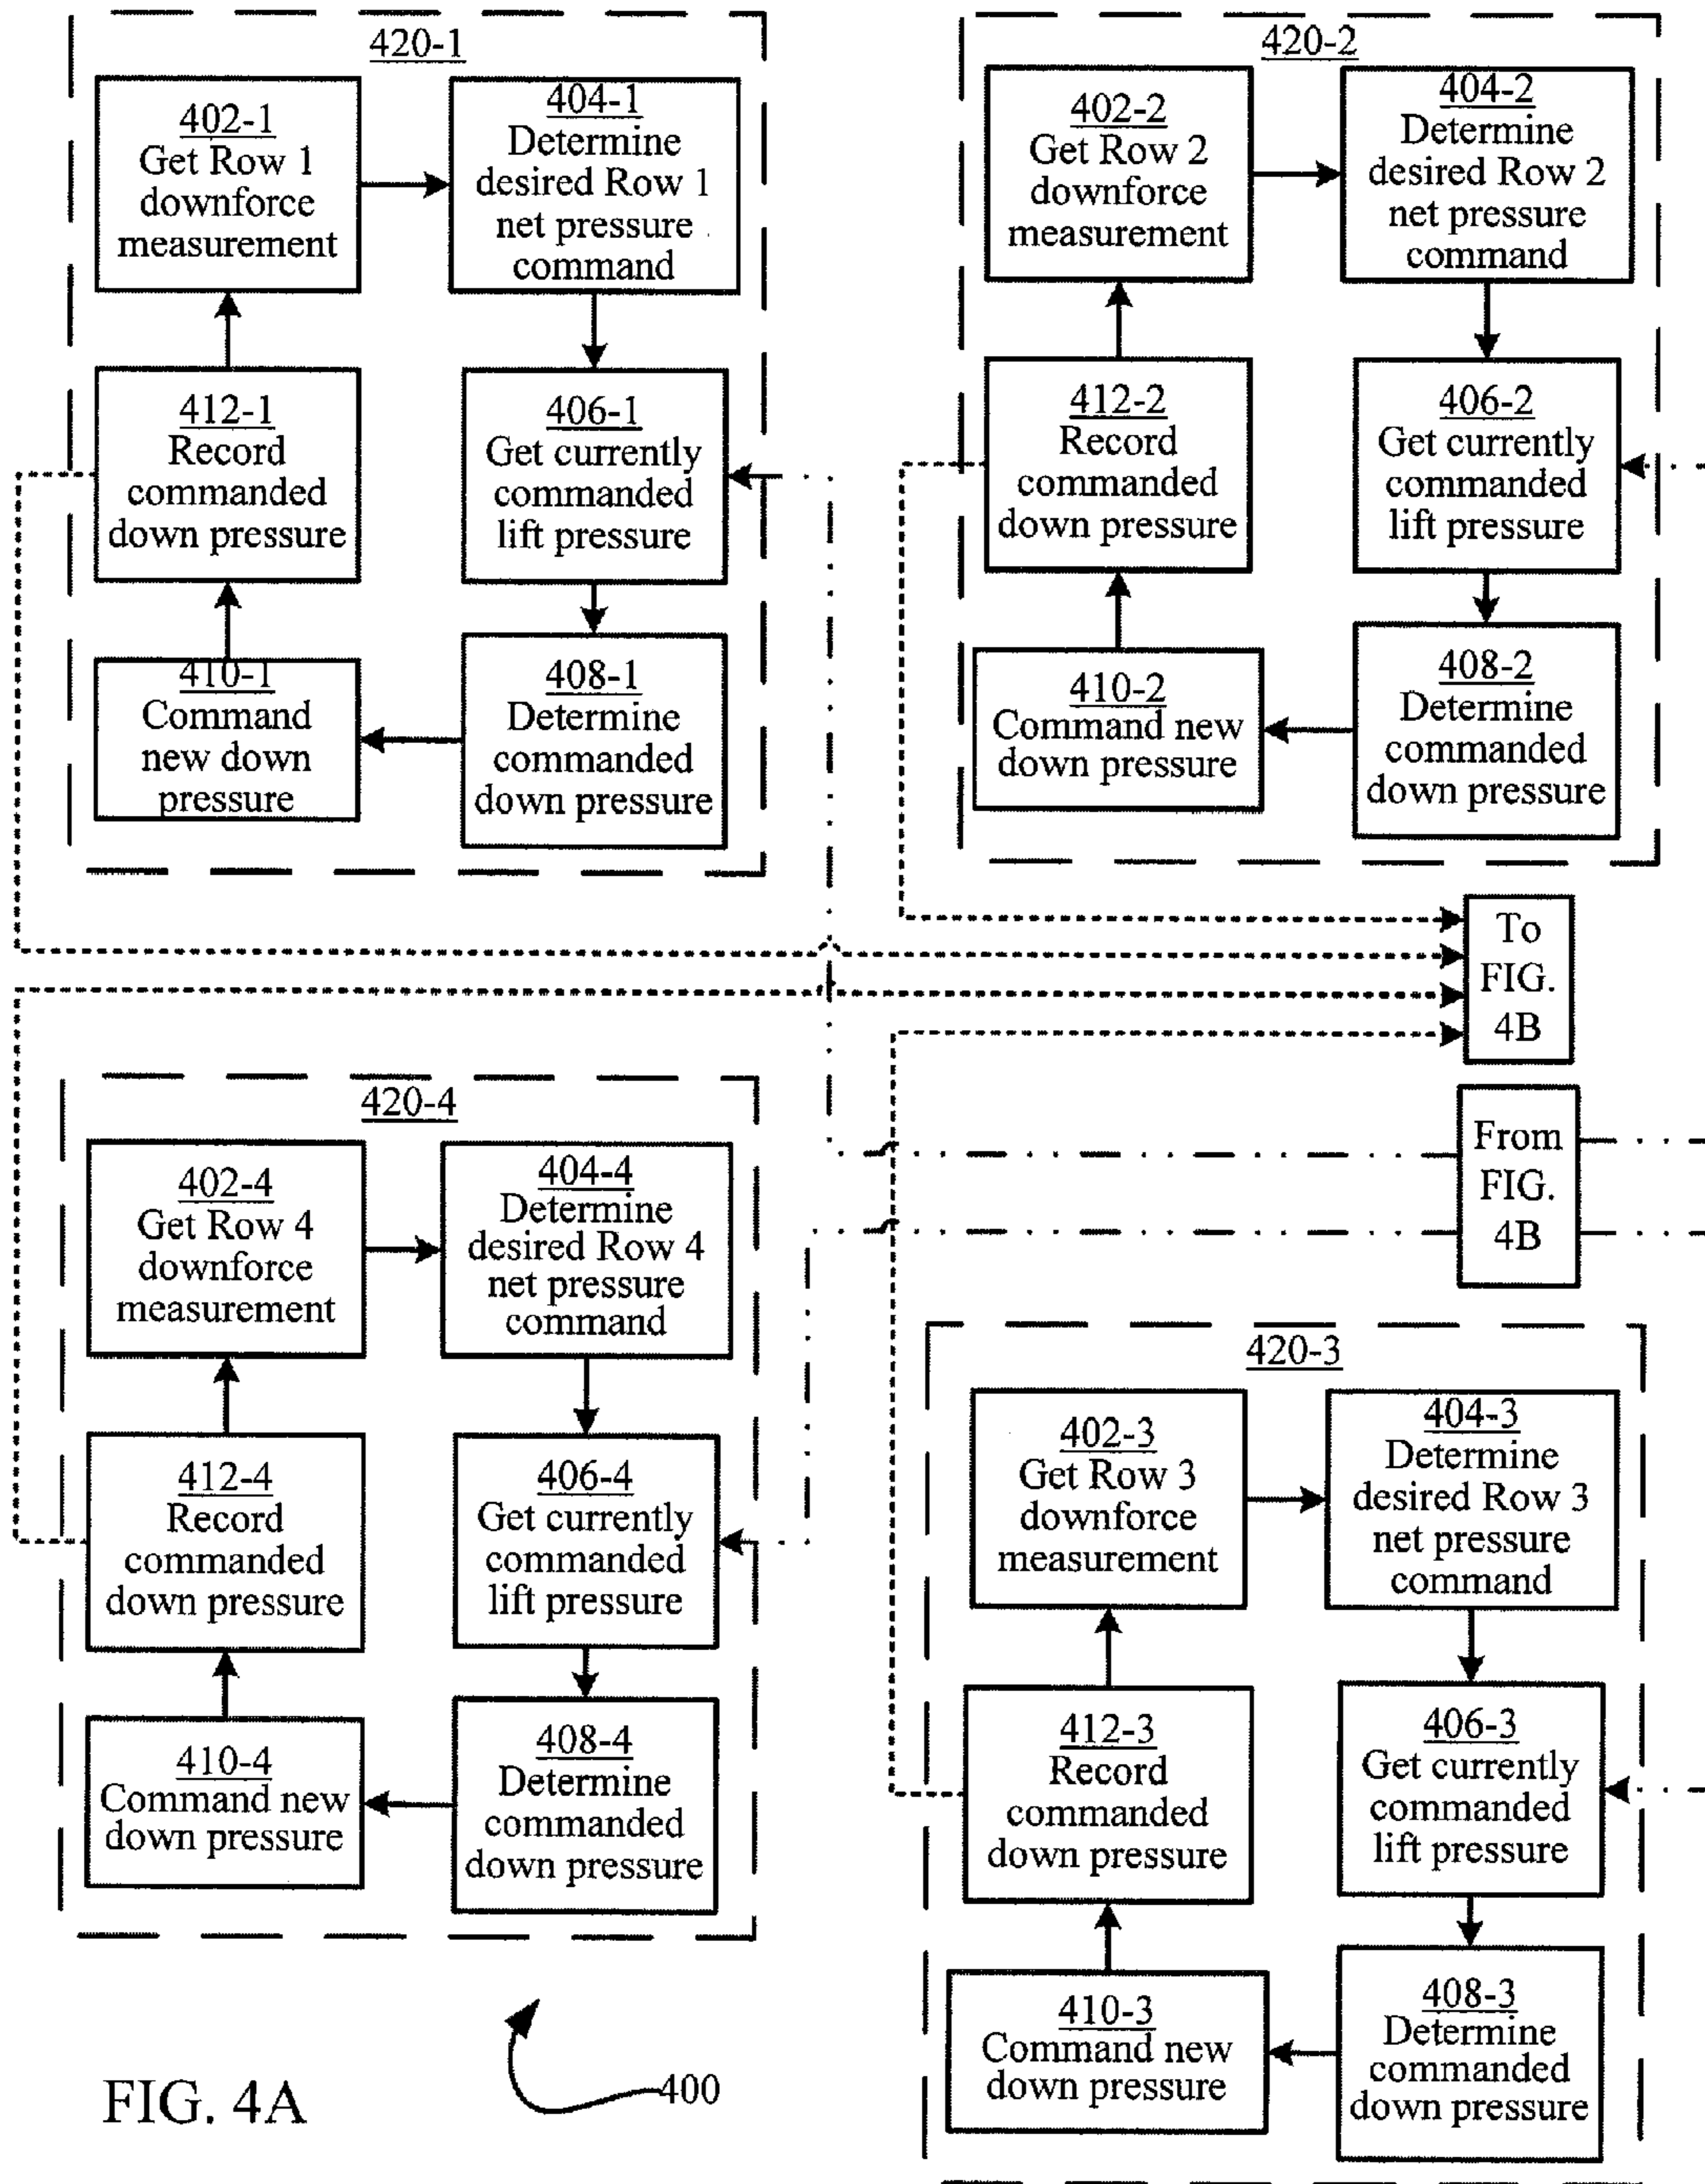 420-1
402-1
Get Row 1
downforce
measurement
404-1
Determine
desired Row 1
net pressure
command
412-1
Record
commanded
down pressure
406-1
Get currently
commanded
lift pressure
410-1
Command
new down
pressure
408-1
Determine
commanded
down pressure
420-2
402-2
Get Row 2
downforce
measurement
404-2
Determine
desired Row 2
net pressure
command
412-2
Record
commanded
down pressure
406-2
Get currently
commanded
lift pressure
410-2
Command new
down pressure
408-2
Determine
commanded
down pressure
To
FIG.
4B
From
FIG.
4B
420-4
402-4
Get Row 4
downforce
measurement
404-4
Determine
desired Row 4
net pressure
command
412-4
Record
commanded
down pressure
406-4
Get currently
commanded
lift pressure
410-4
Command new
down pressure
408-4
Determine
commanded
down pressure
420-3
402-3
Get Row 3
downforce
measurement
404-3
Determine
desired Row 3
net pressure
command
412-3
Record
commanded
down pressure
406-3
Get currently
commanded
lift pressure
410-3
Command new
down pressure
408-3
Determine
commanded
down pressure
FIG. 4A
400